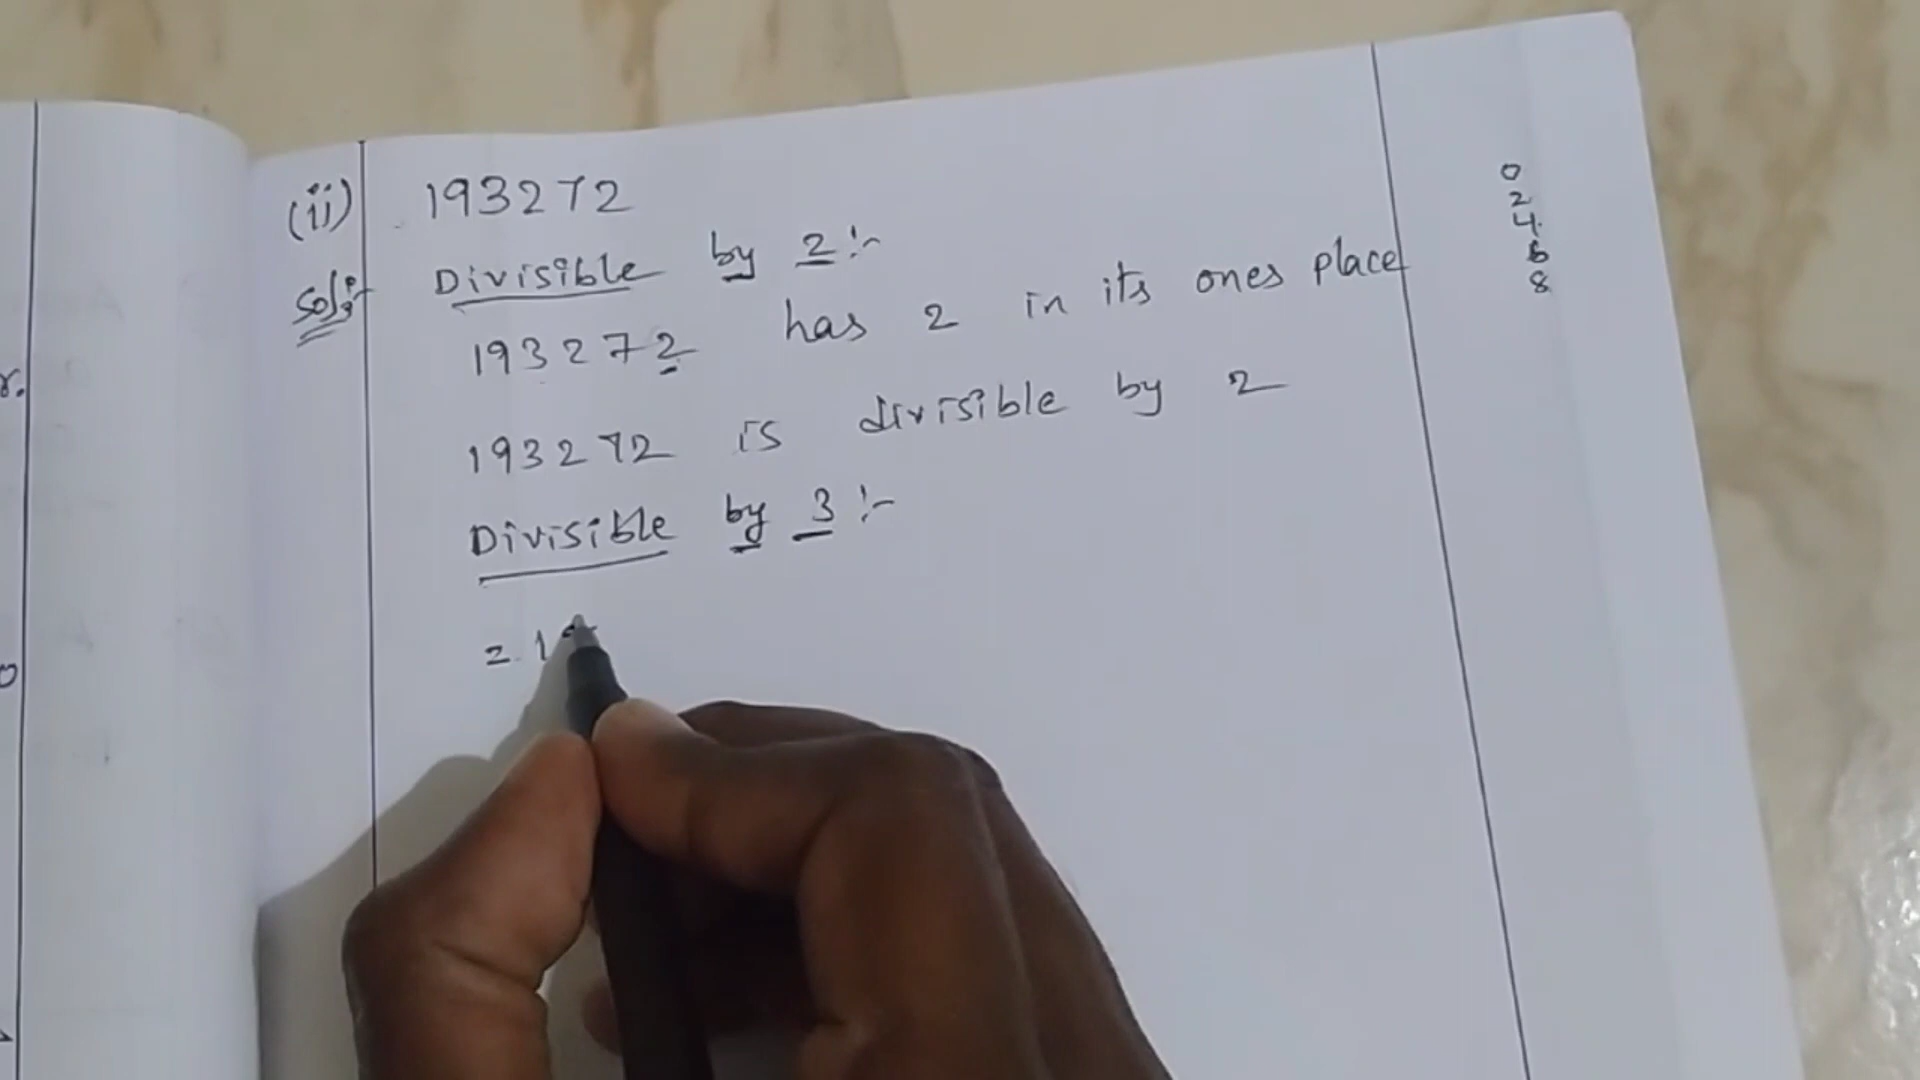 (ii) 193272
Sol:- Divisible by 2:-
193272 has 2 in its ones place
193272 is divisible by 2
Divisible by 3:-
= 1
0
2
4
6
8
r.